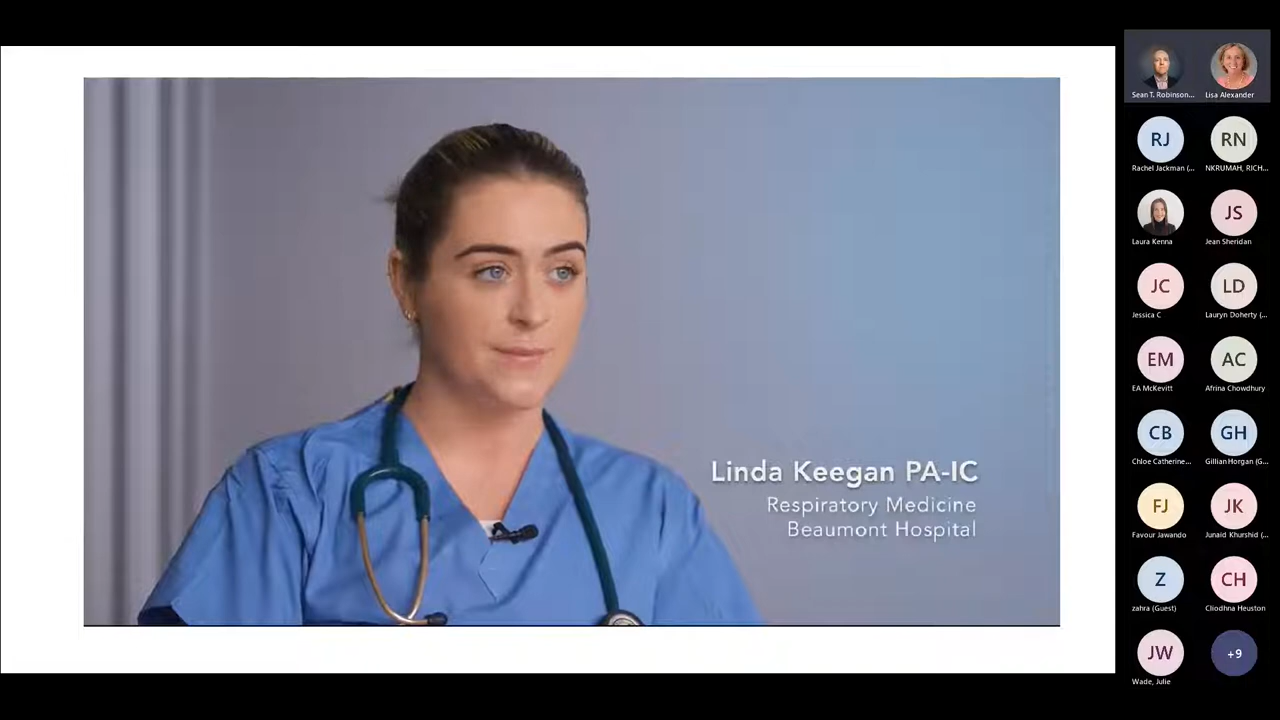 Linda Keegan PA-IC
Respiratory Medicine
Beaumont Hospital
Sean T. Robinson...
Lisa Alexander
RJ
RN
Rachel Jackman (...
NKRUMAH, RICH...
JS
Laura Kenna
Jean Sheridan
JC
LD
Jessica C
Lauryn Doherty (...
EM
AC
EA McKevitt
Afrina Chowdhury
CB
GH
Chloe Catherine...
Gillian Horgan (G...
FJ
JK
Favour Jawando
Junaid Khurshid (...
Z
CH
zahra (Guest)
Cliodhna Heuston
JW
+9
Wade, Julie